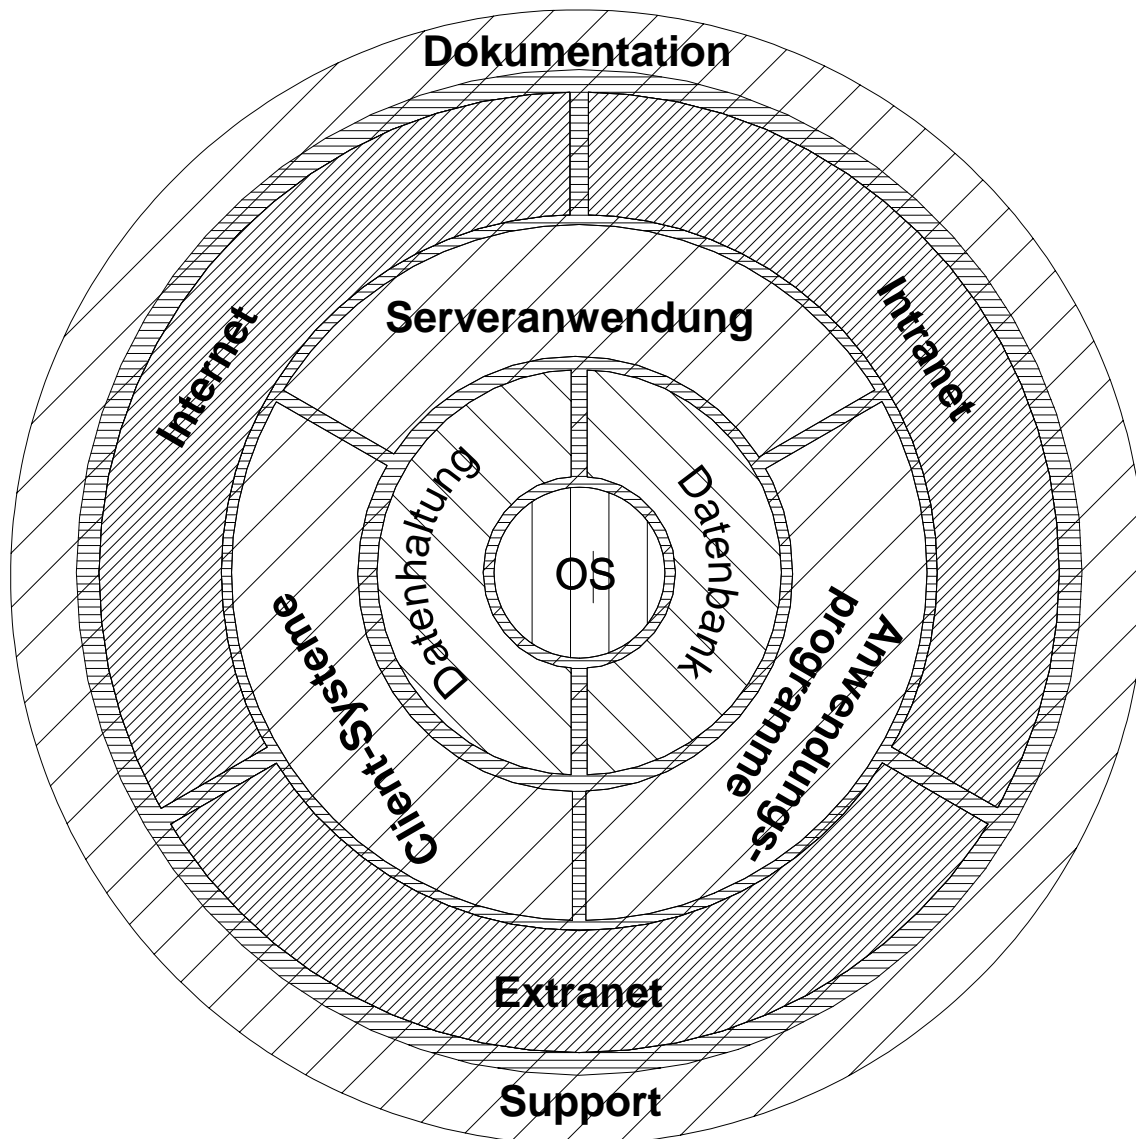 Dokumentation
Internet
Intranet
Serveranwendung
Datenhaltung
Datenbank
OS
Client-Systeme
Anwendungs-
programme
Extranet
Support